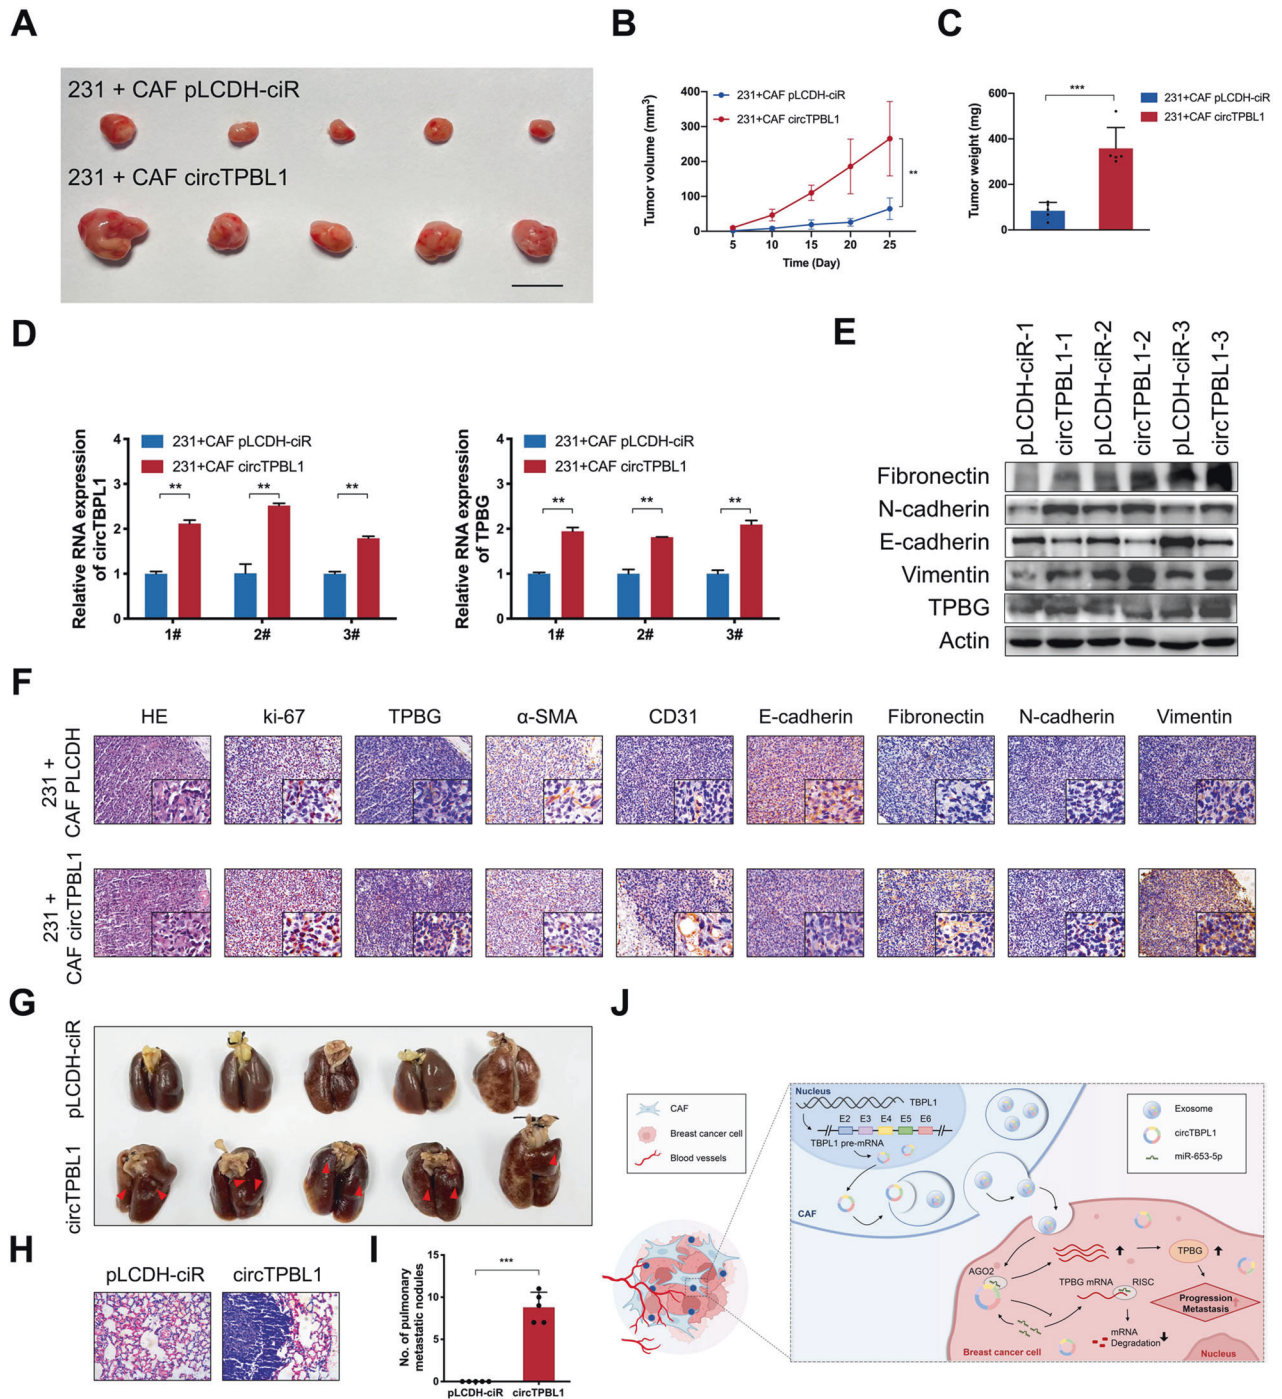 A
231 + CAF pLCDH-ciR
231 + CAF circTPBL1
B
Tumor volume (mm³)
400
300
200
100
0
231+CAF pLCDH-ciR
231+CAF circTPBL1
**
5 10 15 20 25
Time (Day)
C
Tumor weight (mg)
600
400
200
0
***
231+CAF pLCDH-ciR
231+CAF circTPBL1
D
Relative RNA expression
of circTBPL1
4
3
2
1
0
231+CAF pLCDH-ciR
231+CAF circTPBL1
** ** **
1# 2# 3#
Relative RNA expression
of TPBG
4
3
2
1
0
231+CAF pLCDH-ciR
231+CAF circTPBL1
** ** **
1# 2# 3#
E
pLCDH-ciR-1
circTPBL1-1
pLCDH-ciR-2
circTPBL1-2
pLCDH-ciR-3
circTPBL1-3
Fibronectin
N-cadherin
E-cadherin
Vimentin
TPBG
Actin
F
HE ki-67 TPBG α-SMA CD31 E-cadherin Fibronectin N-cadherin Vimentin
231 +
CAF PLCDH
231 +
CAF circTPBL1
G
pLCDH-ciR
circTPBL1
H
pLCDH-ciR circTPBL1
I
No. of pulmonary
metastatic nodules
15
10
5
0
***
pLCDH-ciR circTPBL1
J
CAF
Breast cancer cell
Blood vessels
Nucleus
TBPL1
E2 E3 E4 E5 E6
TBPL1 pre-mRNA
CAF
Exosome
circTBPL1
miR-653-5p
AGO2
TPBG
TPBG mRNA
RISC
Progression
Metastasis
mRNA
Degradation
Breast cancer cell
Nucleus